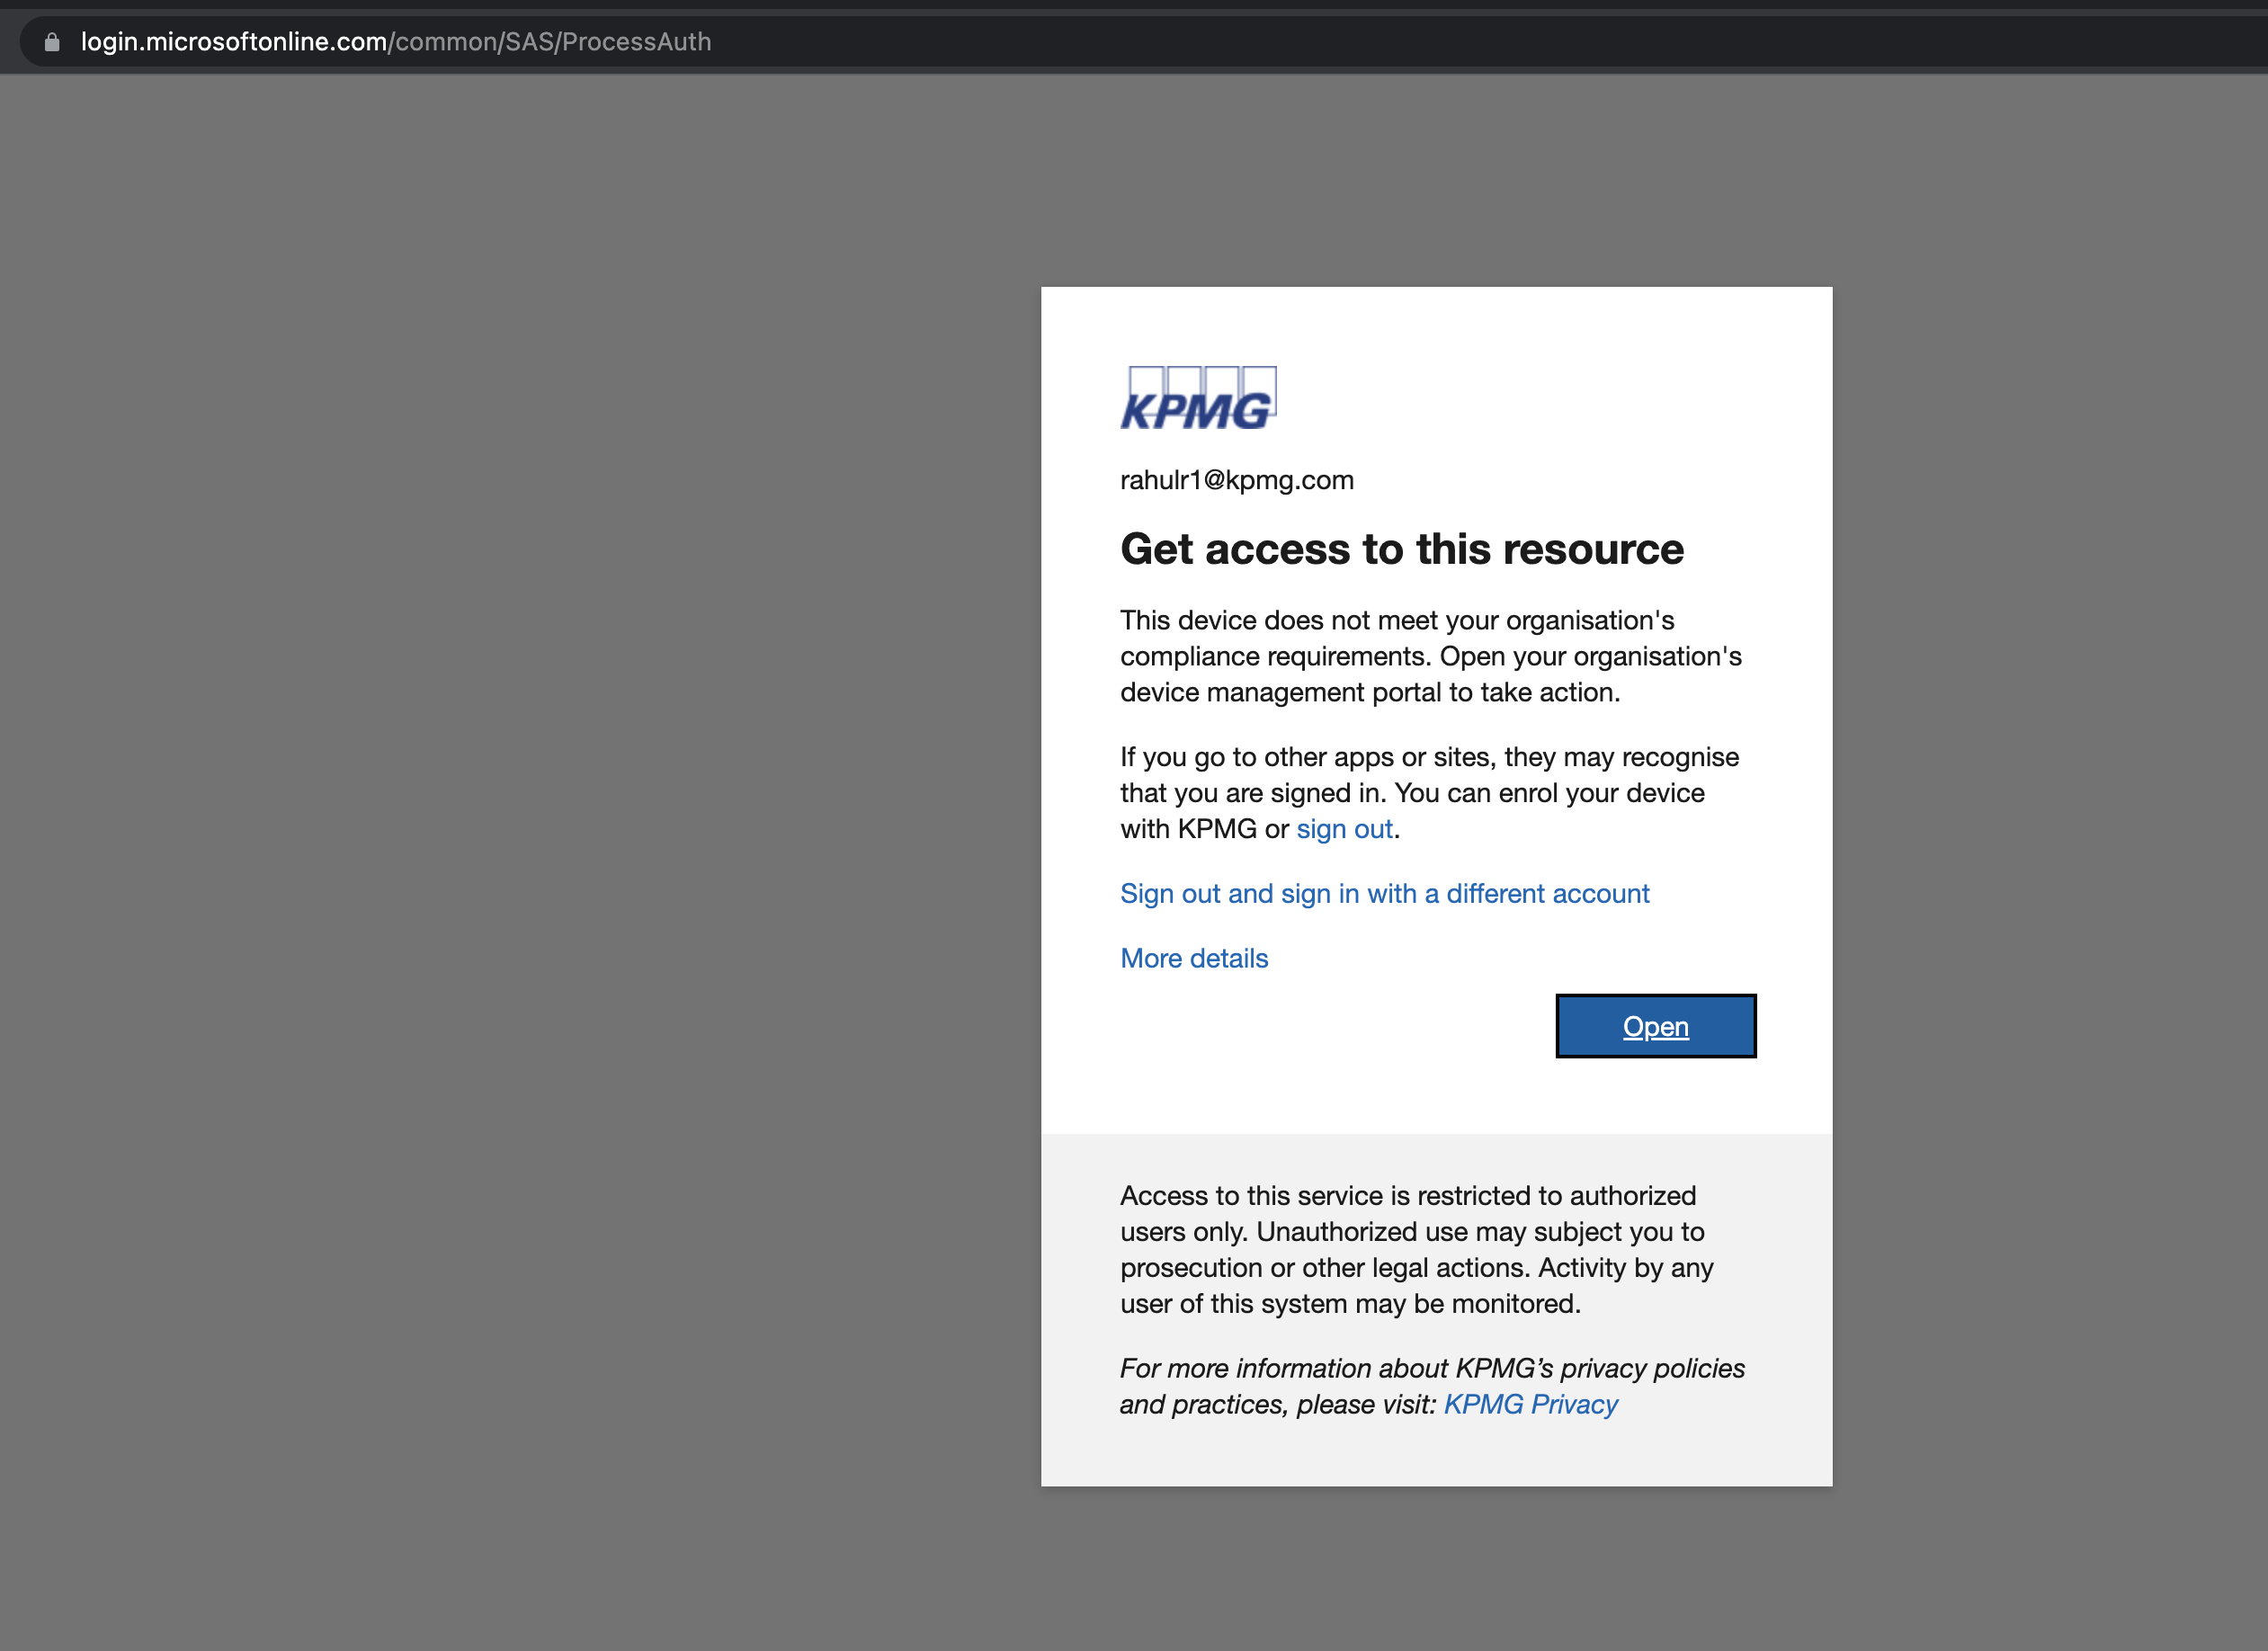 login.microsoftonline.com/common/SAS/ProcessAuth
KPMG
rahulr1@kpmg.com
Get access to this resource
This device does not meet your organisation's
compliance requirements. Open your organisation's
device management portal to take action.
If you go to other apps or sites, they may recognise
that you are signed in. You can enrol your device
with KPMG or sign out.
Sign out and sign in with a different account
More details
Open
Access to this service is restricted to authorized
users only. Unauthorized use may subject you to
prosecution or other legal actions. Activity by any
user of this system may be monitored.
For more information about KPMG’s privacy policies
and practices, please visit: KPMG Privacy